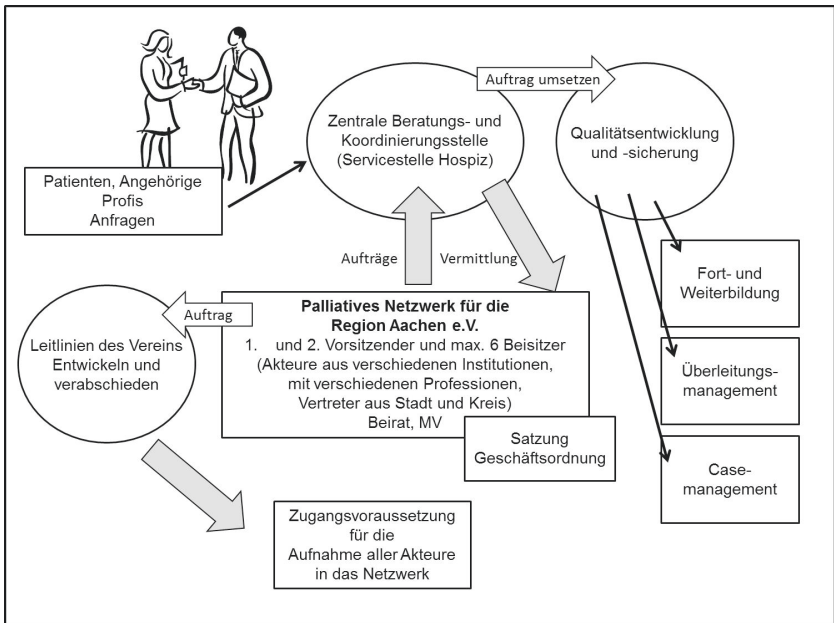 Auftrag umsetzen
Zentrale Beratungs- und
Koordinierungsstelle
(Servicestelle Hospiz)
Qualitätsentwicklung
und -sicherung
Patienten, Angehörige
Profis
Anfragen
Aufträge
Vermittlung
Fort- und
Weiterbildung
Auftrag
Palliatives Netzwerk für die
Region Aachen e.V.
1. und 2. Vorsitzender und max. 6 Beisitzer
(Akteure aus verschiedenen Institutionen,
mit verschiedenen Professionen,
Vertreter aus Stadt und Kreis)
Beirat, MV
Leitlinien des Vereins
Entwickeln und
verabschieden
Überleitungs-
management
Satzung
Geschäftsordnung
Case-
management
Zugangsvoraussetzung
für die
Aufnahme aller Akteure
in das Netzwerk